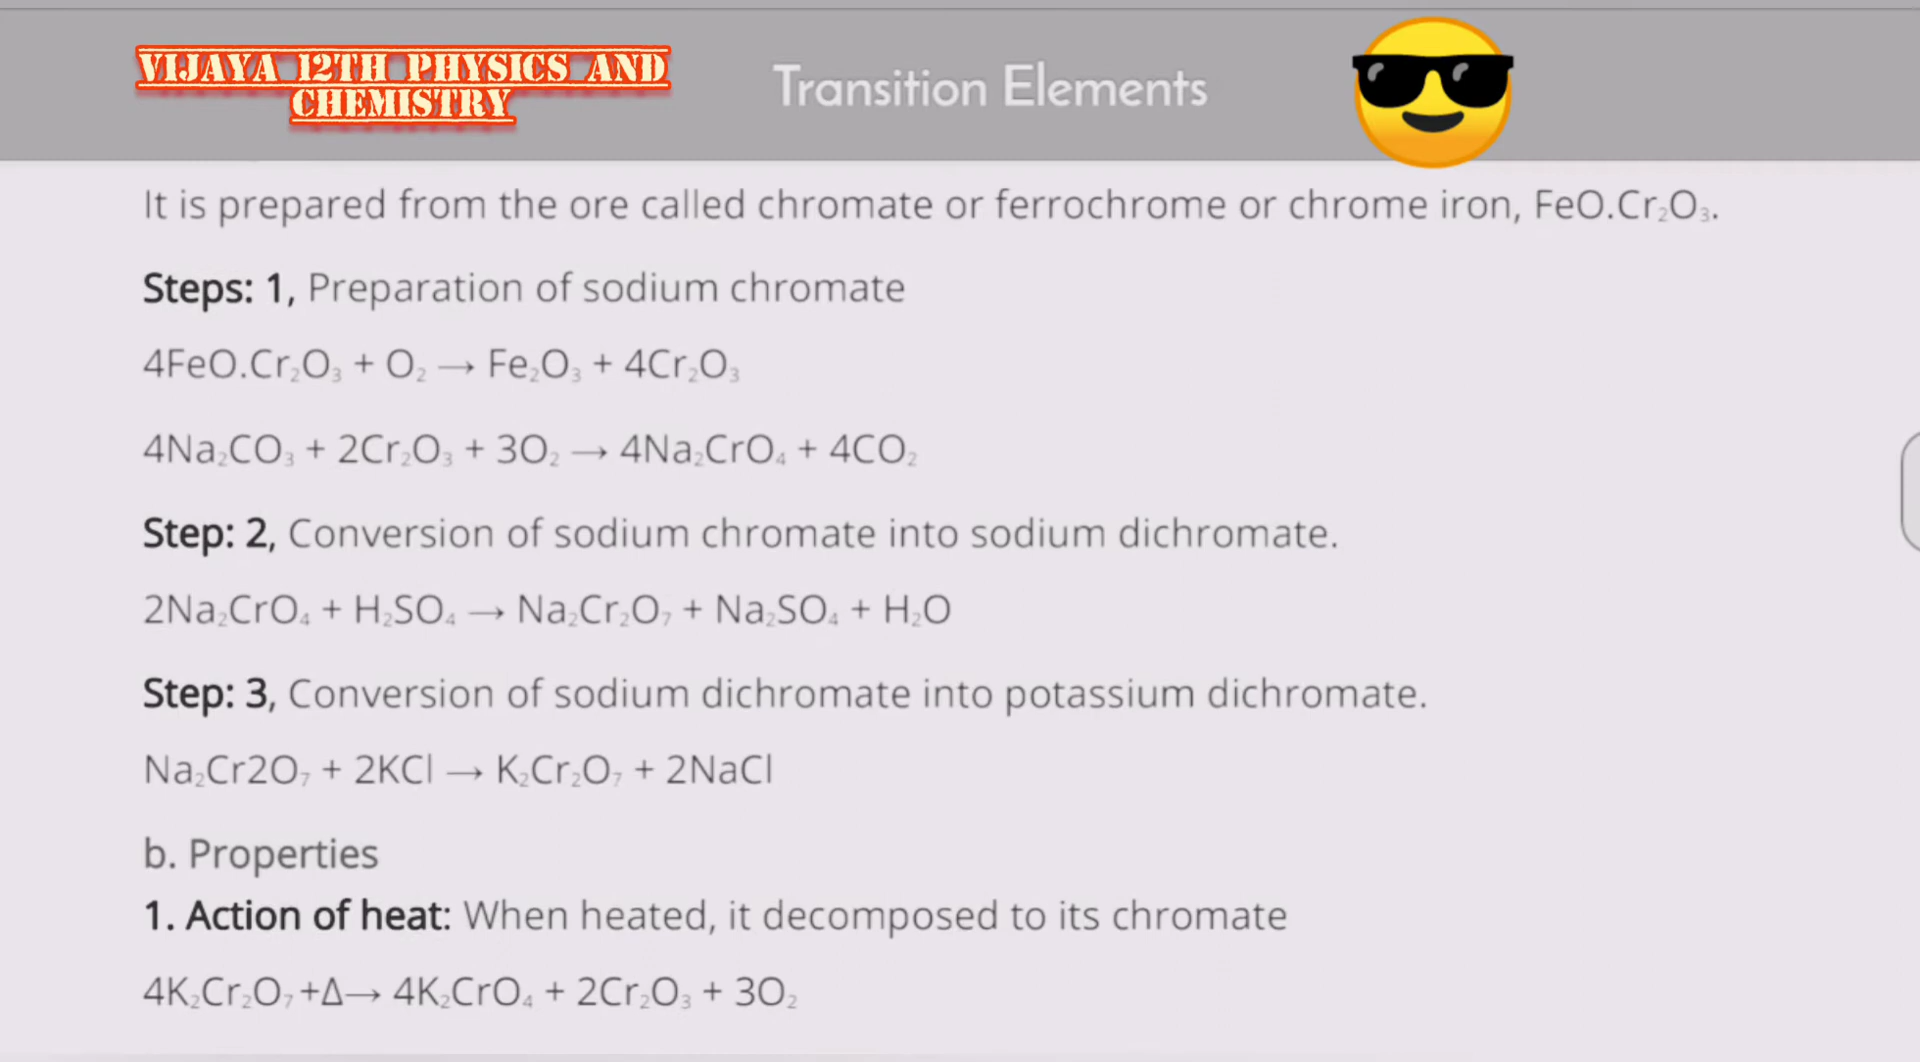 VIJAYA 12TH PHYSICS AND
CHEMISTRY
Transition Elements
It is prepared from the ore called chromate or ferrochrome or chrome iron, FeO.Cr₂O₃.
Steps: 1, Preparation of sodium chromate
4FeO.Cr₂O₃ + O₂ → Fe₂O₃ + 4Cr₂O₃
4Na₂CO₃ + 2Cr₂O₃ + 3O₂ → 4Na₂CrO₄ + 4CO₂
Step: 2, Conversion of sodium chromate into sodium dichromate.
2Na₂CrO₄ + H₂SO₄ → Na₂Cr₂O₇ + Na₂SO₄ + H₂O
Step: 3, Conversion of sodium dichromate into potassium dichromate.
Na₂Cr2O₇ + 2KCl → K₂Cr₂O₇ + 2NaCl
b. Properties
1. Action of heat: When heated, it decomposed to its chromate
4K₂Cr₂O₇ +Δ→ 4K₂CrO₄ + 2Cr₂O₃ + 3O₂